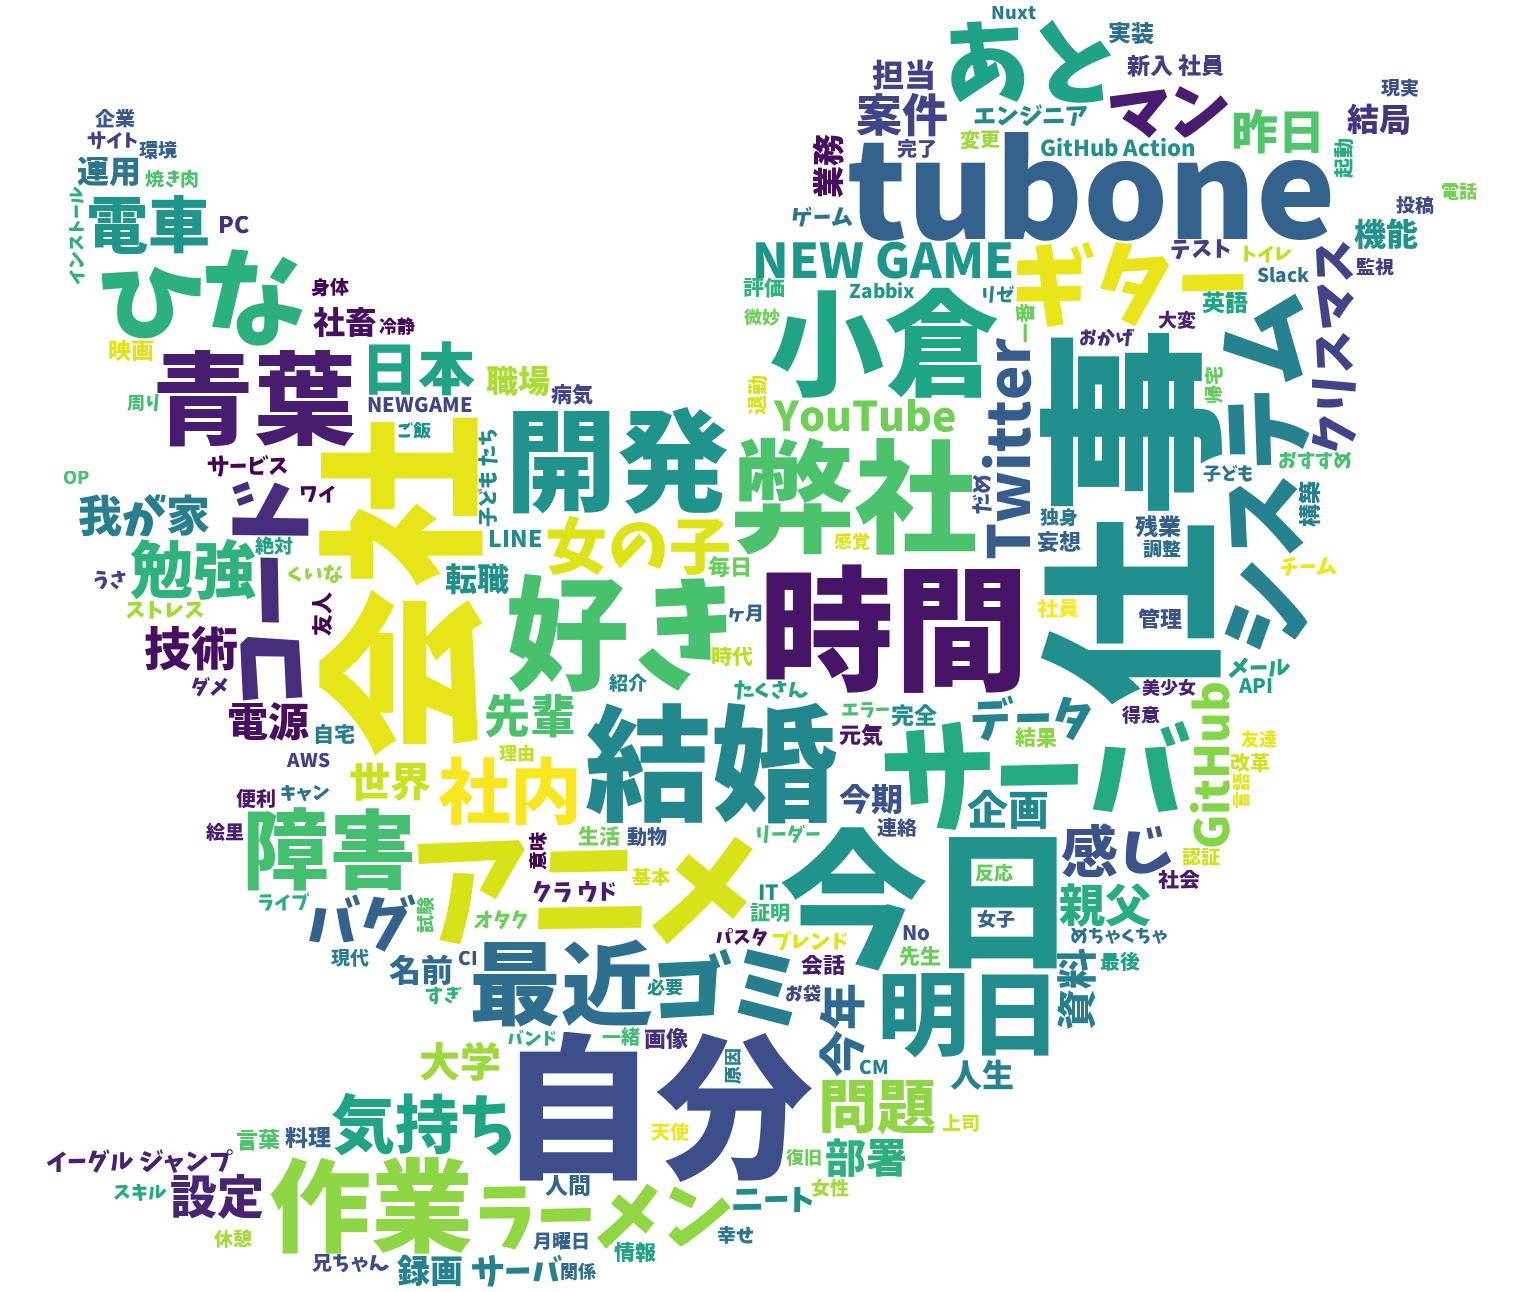 Nuxt
あと
実装
担当
新入 社員
案件
エンジニア
マン
現実
結局
昨日
企業
サイト
環境
運用
焼き肉
業務
完了
変更
GitHub Action
起動
tubone
電話
投稿
インストール
電車
PC
ゲーム
機能
NEW GAME
ギター
テスト
トイレ
監視
Slack
ひな
身体
社畜
冷静
評価
Zabbix
リゼ
英語
クリスマス
微妙
小倉
一番
大変
おかげ
映画
青葉
日本
職場
病気
NEWGAME
退勤
YouTube
Twitter
仕事
帰宅
システム
周り
ご飯
開発
弊社
おすすめ
子ども
サービス
ワイ
会社
子どもたち
だめ
構築
OP
我が家
コード
絶対
LINE
女の子
感覚
独身
残業
妄想
調整
勉強
うさ
くいな
転職
毎日
時間
チーム
ストレス
友人
好き
ケ月
社員
管理
技術
時代
メール
API
ダメ
紹介
たくさん
美少女
電源
自宅
先輩
エラー
完全
データ
得意
GitHub
AWS
理由
結婚
元気
結果
友達
世界
社内
サーバ
改革
言語
便利
キャン
今期
企画
絵里
障害
生活
動物
リーダー
連絡
感じ
認証
アニメ
意味
基本
今日
反応
社会
ライブ
クラ ウド
IT
親父
バグ
試験
オタク
証明
女子
現代
CI
パスタ
ブレンド
No
先生
めちゃくちゃ
名前
最近
ゴミ
会話
資料
最後
すぎ
必要
お袋
今年
明日
バンド
一緒
画像
大学
自分
原因
CM
人生
気持ち
問題
上司
言葉
料理
天使
復旧
部署
イーグル ジャンプ
スキル
設定
作業
ラーメン
人間
ニート
女性
休憩
月曜日
情報
幸せ
兄ちゃん
録画 サーバ
関係